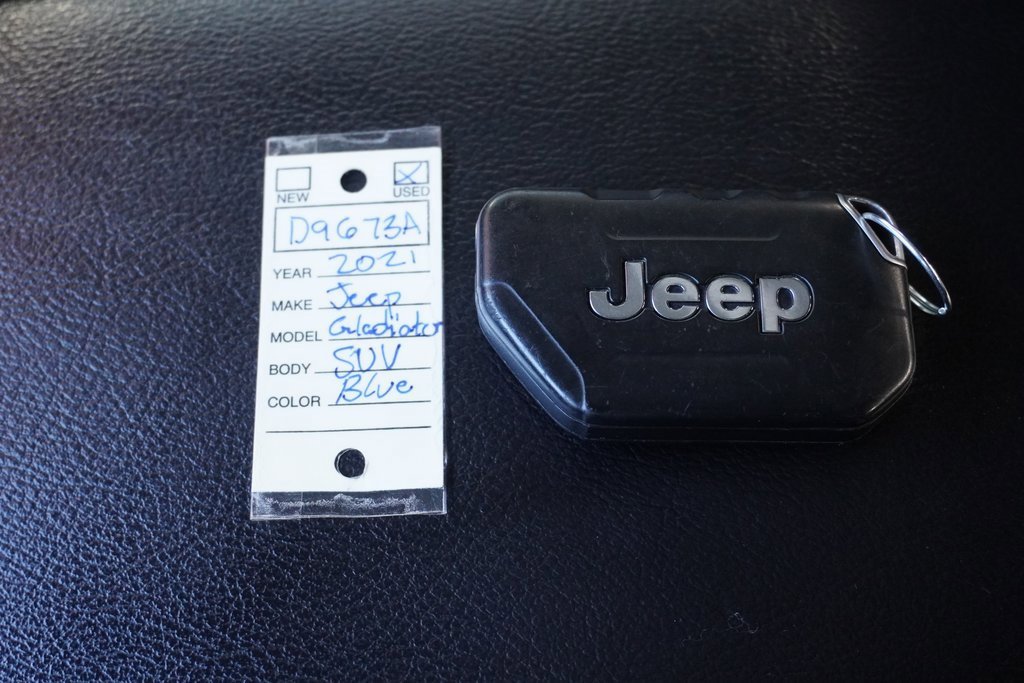 NEW USED
D9673A
YEAR 2021
MAKE Jeep
MODEL Gladiator
BODY SUV
COLOR Blue
Jeep